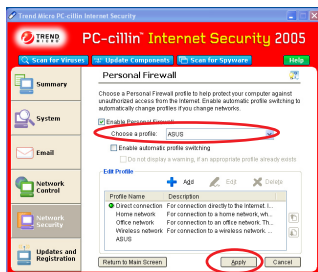 Trend Micro PC-cillin Internet Security
TREND MICRO
PC-cillin™ Internet Security 2005
Scan for Viruses
Update Components
Scan for Spyware
Help
Summary
System
Email
Network Control
Network Security
Updates and Registration
Personal Firewall
Choose a Personal Firewall profile to help protect your computer against
unauthorized access from the Internet. Enable automatic profile switching to
automatically change profiles if you change networks.
Enable Personal Firewall
Choose a profile: ASUS
Enable automatic profile switching
Do not display a warning, if an appropriate profile already exists.
Edit Profile
Add Edit Delete
Profile Name Description
Direct connection For connection directly to the Internet. I...
Home network For connection to a home network, wh...
Office network For connection to an office network. Th...
Wireless network For connection to a wireless network. ...
ASUS
Return to Main Screen Apply Cancel